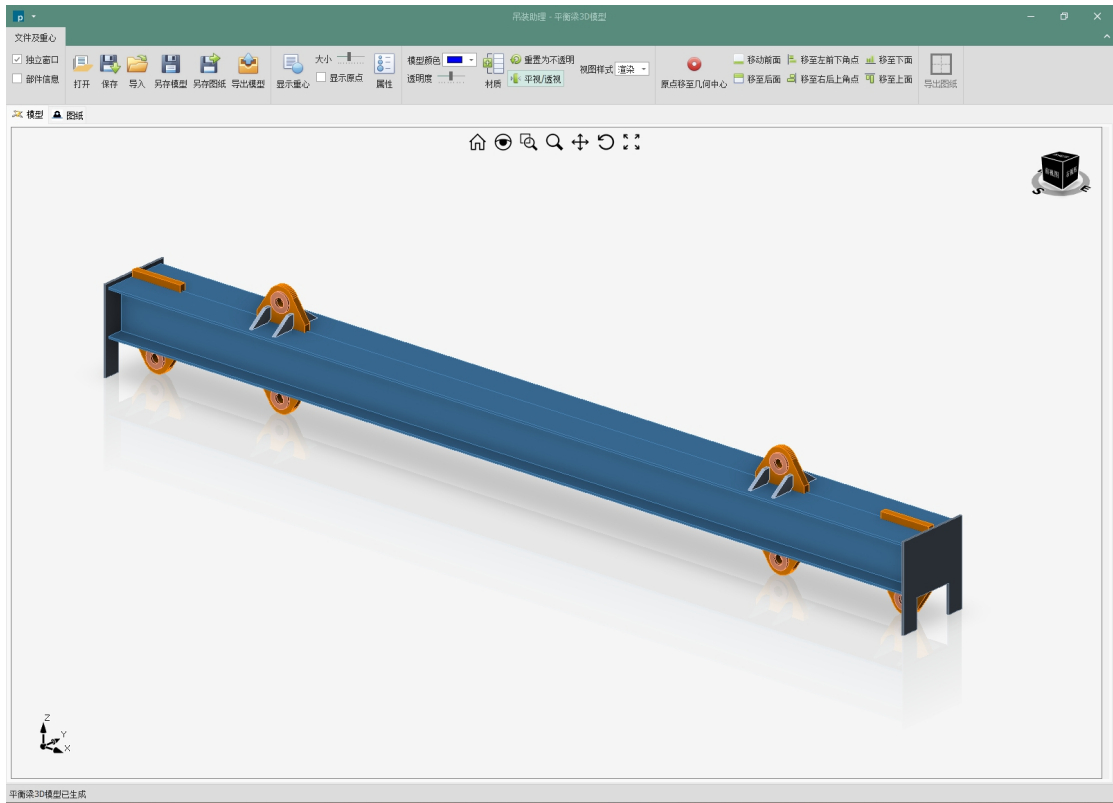 p
吊装助理 - 平衡梁3D模型
文件及重心
独立窗口
部件信息
打开
保存
导入
另存模型
另存图纸
导出模型
显示重心
大小
显示原点
属性
模型颜色
透明度
材质
重置为不透明
平视/透视
视图样式 渲染
原点移至几何中心
移动前面
移至后面
移至左前下角点
移至右后上角点
移至下面
移至上面
导出图纸
模型
图纸
S
E
Z
Y
X
平衡梁3D模型已生成